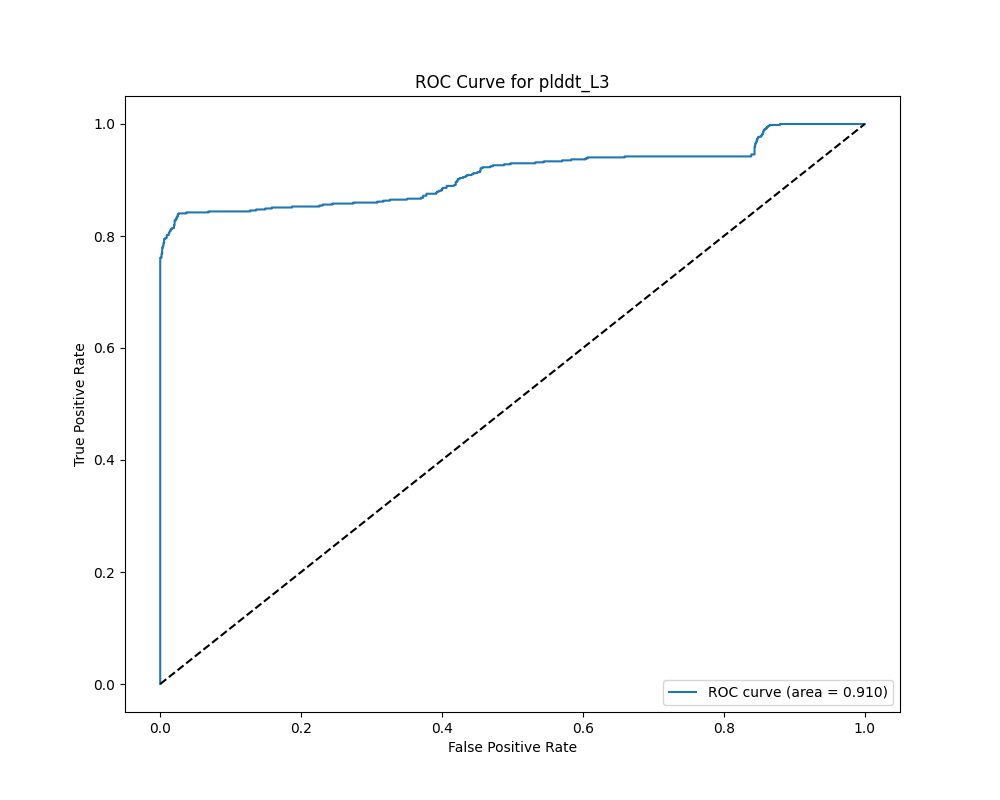 ROC Curve for plddt_L3
True Positive Rate
1.0
0.8
0.6
0.4
0.2
0.0
ROC curve (area = 0.910)
0.0 0.2 0.4 0.6 0.8 1.0
False Positive Rate